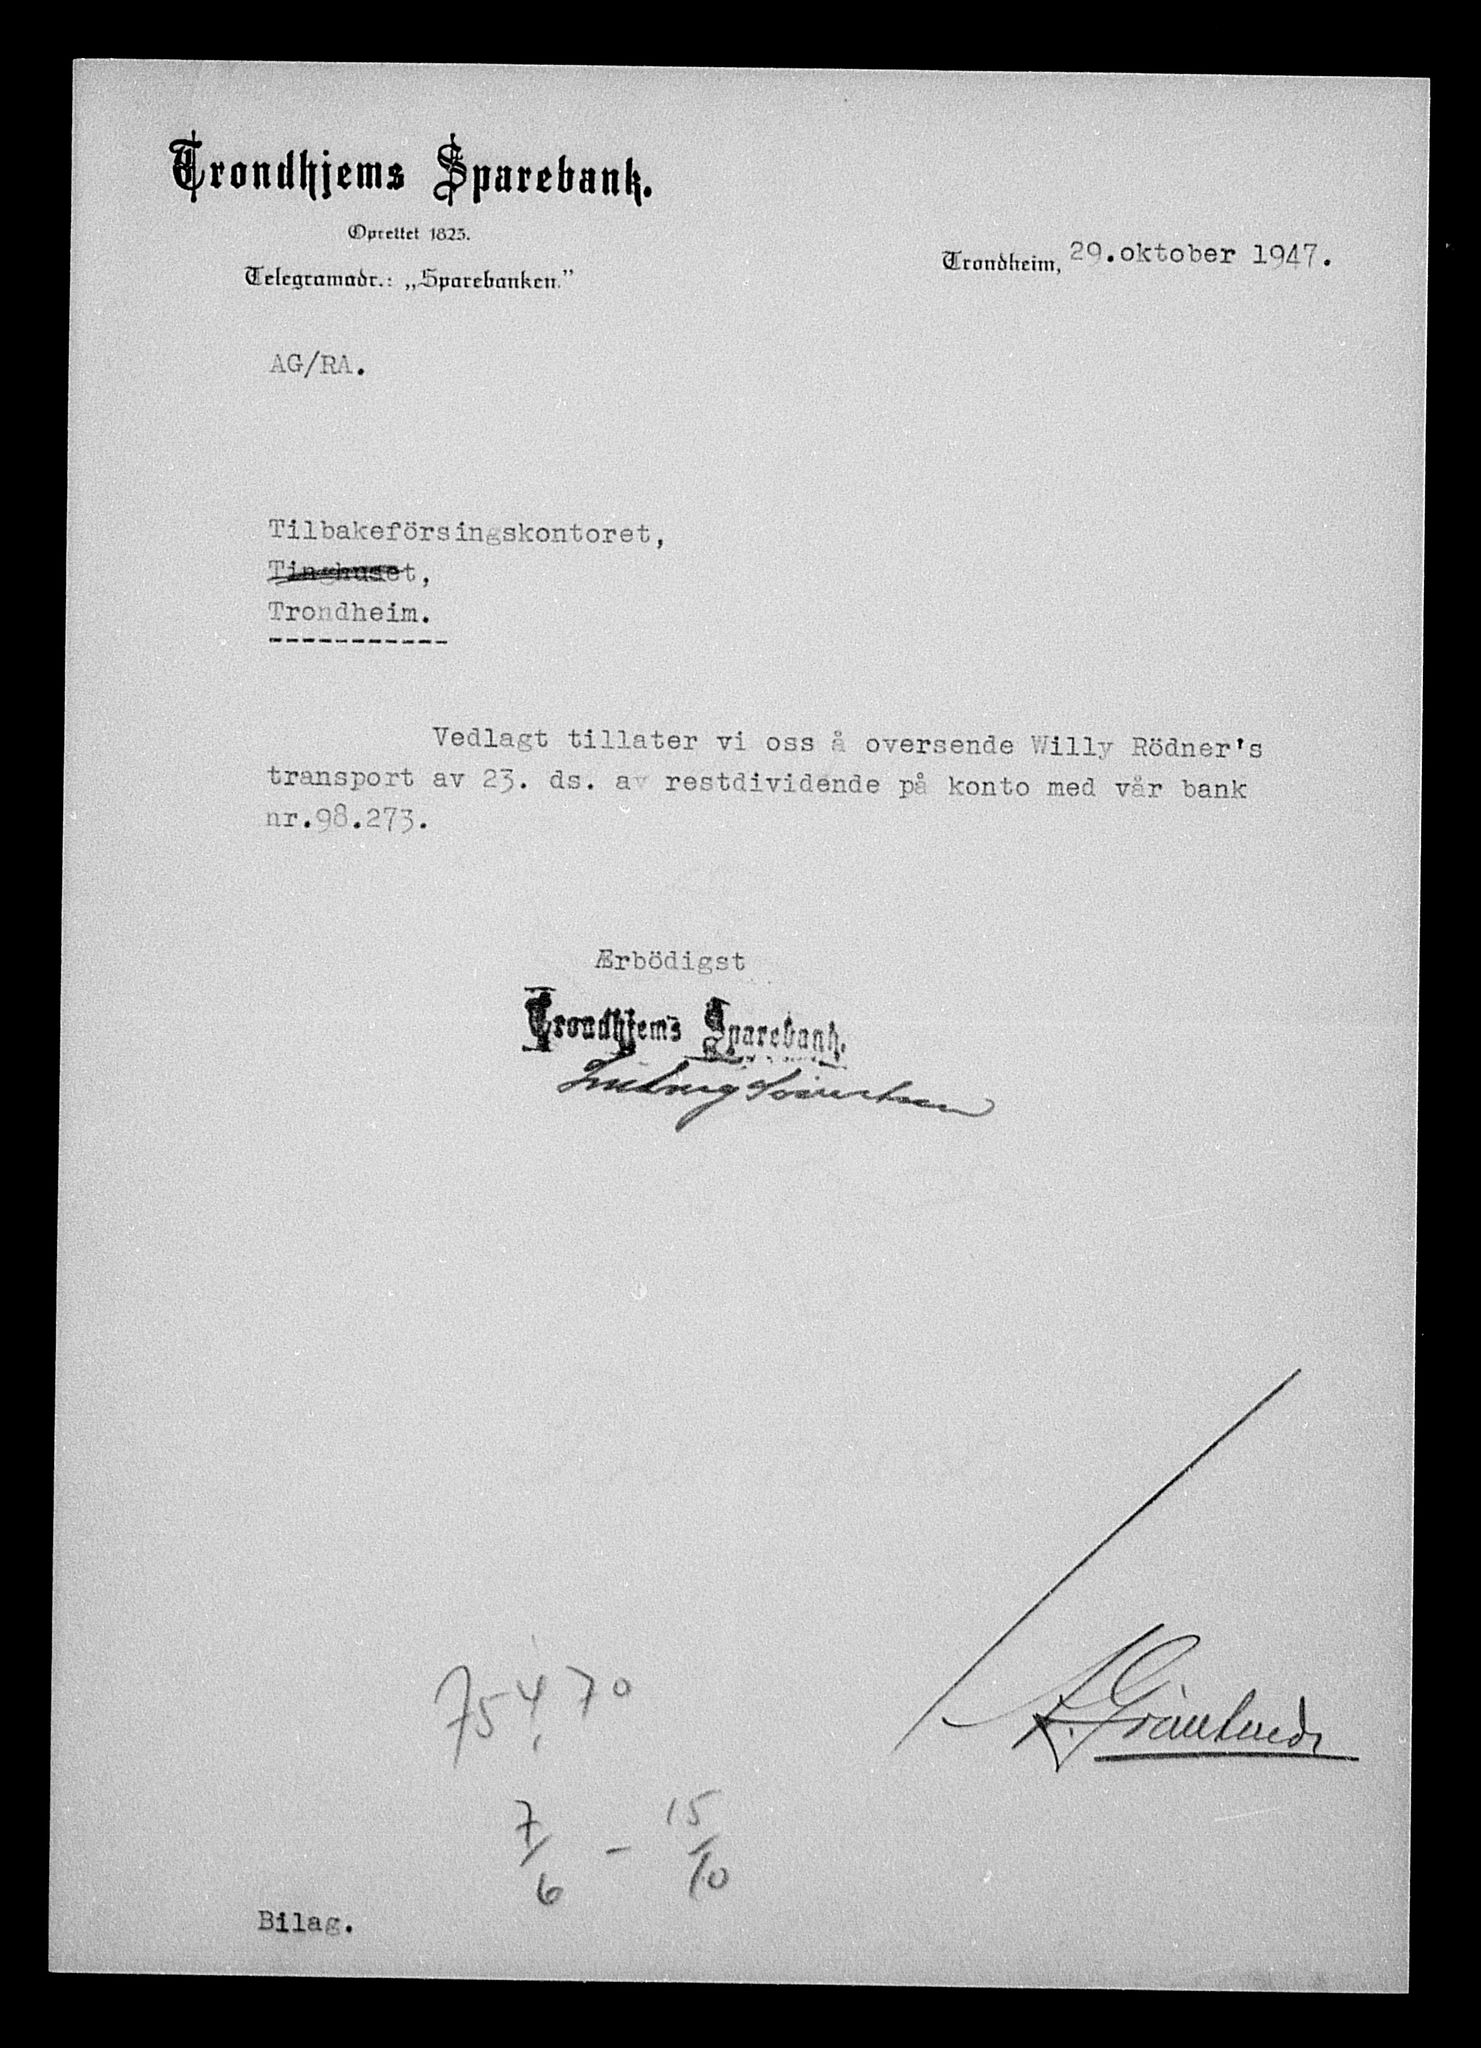 Trondhjems Sparebank.
Oprettet 1823.
Telegramadr.: „Sparebanken."
Trondheim, 29.oktober 1947.
AG/RA.
Tilbakeförsingskontoret,
Tinghuset,
Trondheim.
-----------
Vedlagt tillater vi oss å oversende Willy Rödner's
transport av 23. ds. av restdividende på konto med vår bank
nr.98.273.
Ærbödigst
Trondhjems Sparebank.
Ludvig
754,70
7/6 - 15/10
Bilag.